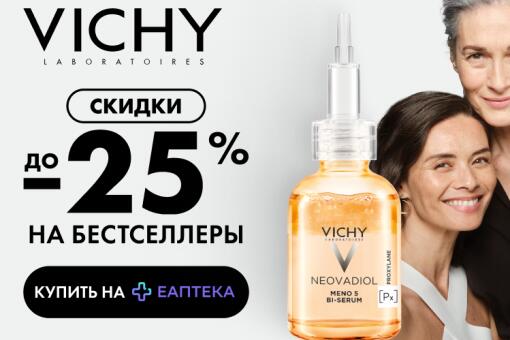 VICHY
LABORATOIRES
СКИДКИ
ДО
-25%
НА БЕСТСЕЛЛЕРЫ
КУПИТЬ НА ЕАПТЕКА
VICHY
LABORATOIRES
NEOVADIOL
MENO 5
BI-SERUM
PROXYLANE
[Px]